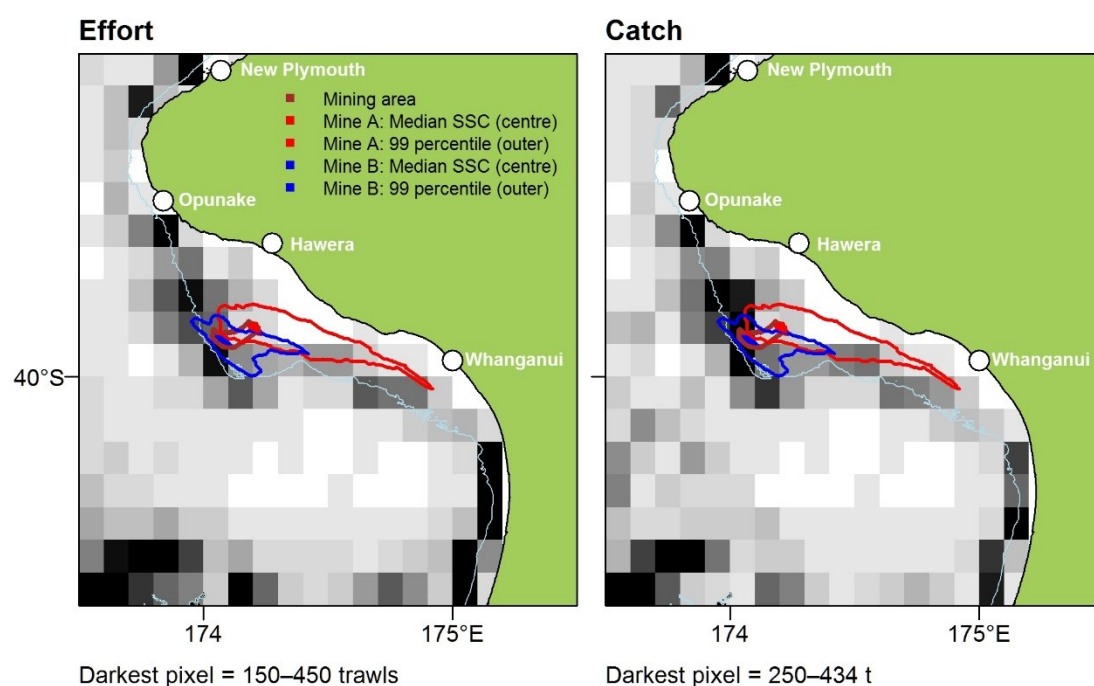 Effort
New Plymouth
Mining area
Mine A: Median SSC (centre)
Mine A: 99 percentile (outer)
Mine B: Median SSC (centre)
Mine B: 99 percentile (outer)
Opunake
Hawera
Whanganui
40°S
174
175°E
Darkest pixel = 150–450 trawls
Catch
New Plymouth
Opunake
Hawera
Whanganui
174
175°E
Darkest pixel = 250–434 t